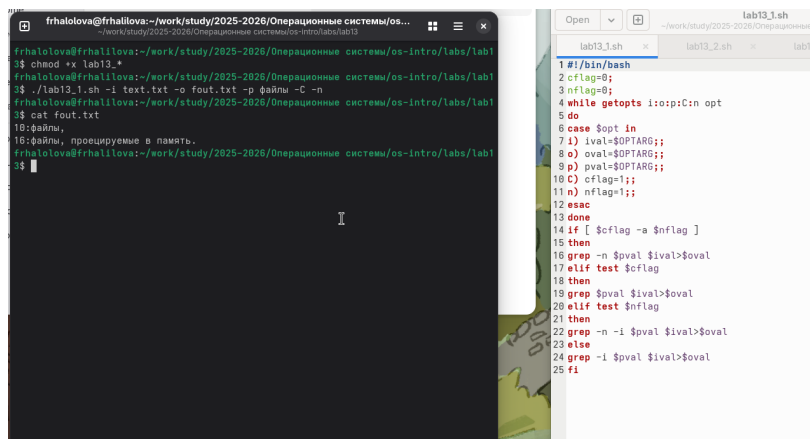 frhalolova@frhalilova:~/work/study/2025-2026/Операционные системы/os...
~/work/study/2025-2026/Операционные системы/os-intro/labs/lab13
frhalolova@frhalilova:~/work/study/2025-2026/Операционные системы/os-intro/labs/lab1
3$ chmod +x lab13_*
frhalolova@frhalilova:~/work/study/2025-2026/Операционные системы/os-intro/labs/lab1
3$ ./lab13_1.sh -i text.txt -o fout.txt -p файлы -C -n
frhalolova@frhalilova:~/work/study/2025-2026/Операционные системы/os-intro/labs/lab1
3$ cat fout.txt
10:файлы,
16:файлы, проецируемые в память.
frhalolova@frhalilova:~/work/study/2025-2026/Операционные системы/os-intro/labs/lab1
3$
Open
lab13_1.sh
~/work/study/2025-2026/Операционные
lab13_1.sh
lab13_2.sh
lab1
1 #!/bin/bash
2 cflag=0;
3 nflag=0;
4 while getopts i:o:p:C:n opt
5 do
6 case $opt in
7 i) ival=$OPTARG;;
8 o) oval=$OPTARG;;
9 p) pval=$OPTARG;;
10 C) cflag=1;;
11 n) nflag=1;;
12 esac
13 done
14 if [ $cflag -a $nflag ]
15 then
16 grep -n $pval $ival>$oval
17 elif test $cflag
18 then
19 grep $pval $ival>$oval
20 elif test $nflag
21 then
22 grep -n -i $pval $ival>$oval
23 else
24 grep -i $pval $ival>$oval
25 fi